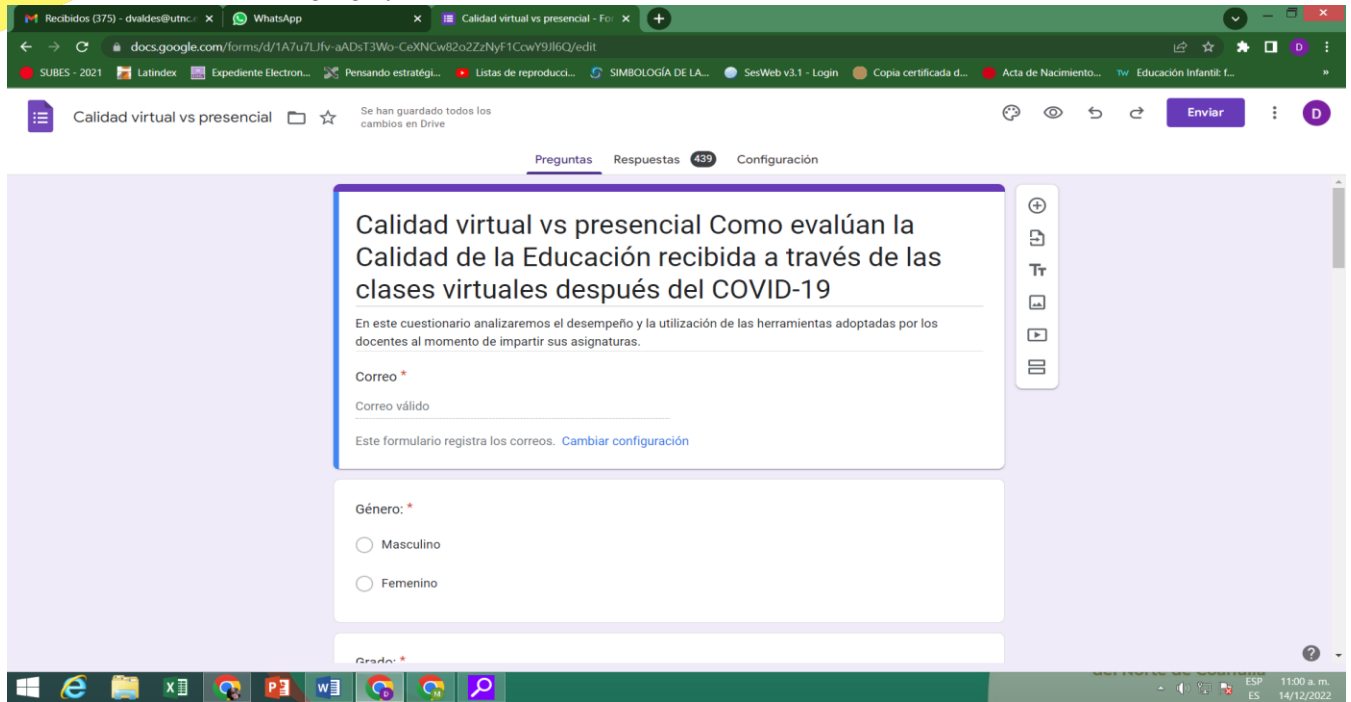 Recibidos (375) - dvaldes@utnc.e
WhatsApp
Calidad virtual vs presencial - For
docs.google.com/forms/d/1A7u7LJfv-aADsT3Wo-CeXNCw82o2ZzNyF1CcwY9Jl6Q/edit
SUBES - 2021
Latindex
Expediente Electron...
Pensando estratégi...
Listas de reproducci...
SIMBOLOGÍA DE LA...
SesWeb v3.1 - Login
Copia certificada d...
Acta de Nacimiento...
TW Educación Infantil: f...
»
Calidad virtual vs presencial
Se han guardado todos los
cambios en Drive
Enviar
D
Preguntas Respuestas 439 Configuración
Calidad virtual vs presencial Como evalúan la
Calidad de la Educación recibida a través de las
clases virtuales después del COVID-19
En este cuestionario analizaremos el desempeño y la utilización de las herramientas adoptadas por los
docentes al momento de impartir sus asignaturas.
Correo *
Correo válido
Este formulario registra los correos. Cambiar configuración
Género: *
Masculino
Femenino
Grado: *
del Norte de Coahuila
ESP
ES
11:00 a. m.
14/12/2022